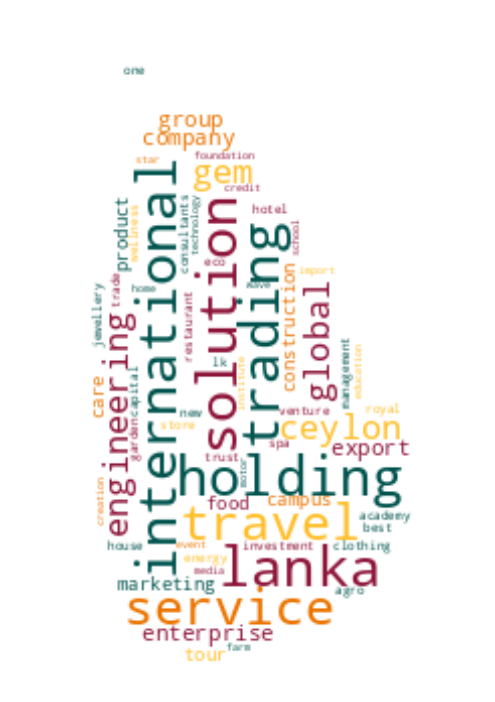 one
group
company
star
foundation
gem
credit
international
solution
product
wellness
consultants
technology
hotel
trading
school
eco
import
trade
home
wave
jewellery
restaurant
construction
global
engineering
lk
management
education
care
capital
institute
garden
new
venture
royal
store
ceylon
spa
export
trust
motor
holding
creation
food
campus
travel
academy
best
house
event
investment
clothing
energy
lanka
media
marketing
agro
service
enterprise
farm
tour